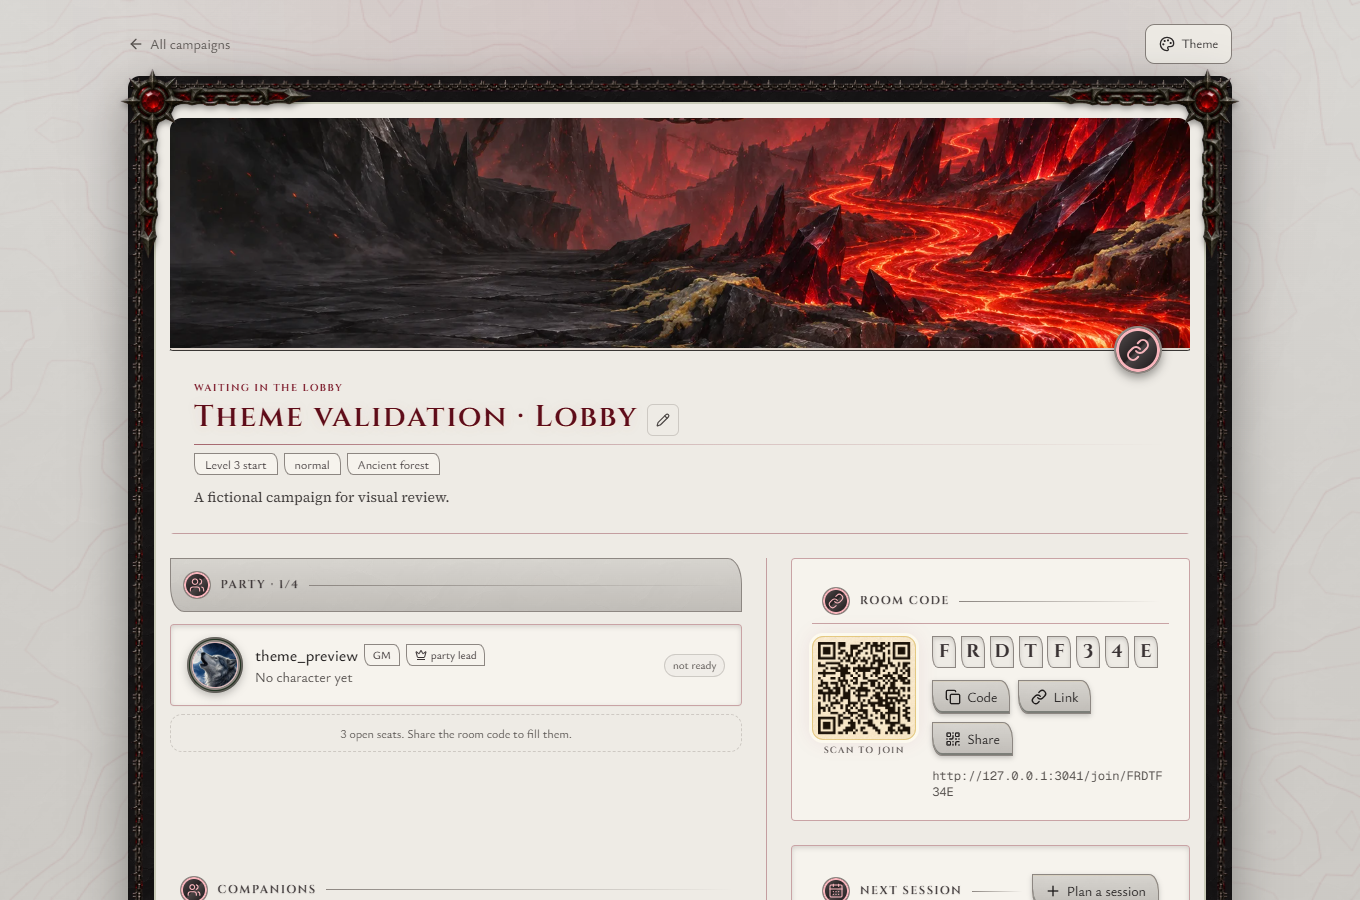 All campaigns
Theme
WAITING IN THE LOBBY
THEME VALIDATION · LOBBY
Level 3 start
normal
Ancient forest
A fictional campaign for visual review.
PARTY · 1/4
theme_preview
GM
party lead
No character yet
not ready
3 open seats. Share the room code to fill them.
COMPANIONS
ROOM CODE
F R D T F 3 4 E
Code
Link
Share
SCAN TO JOIN
http://127.0.0.1:3041/join/FRDTF
34E
NEXT SESSION
Plan a session